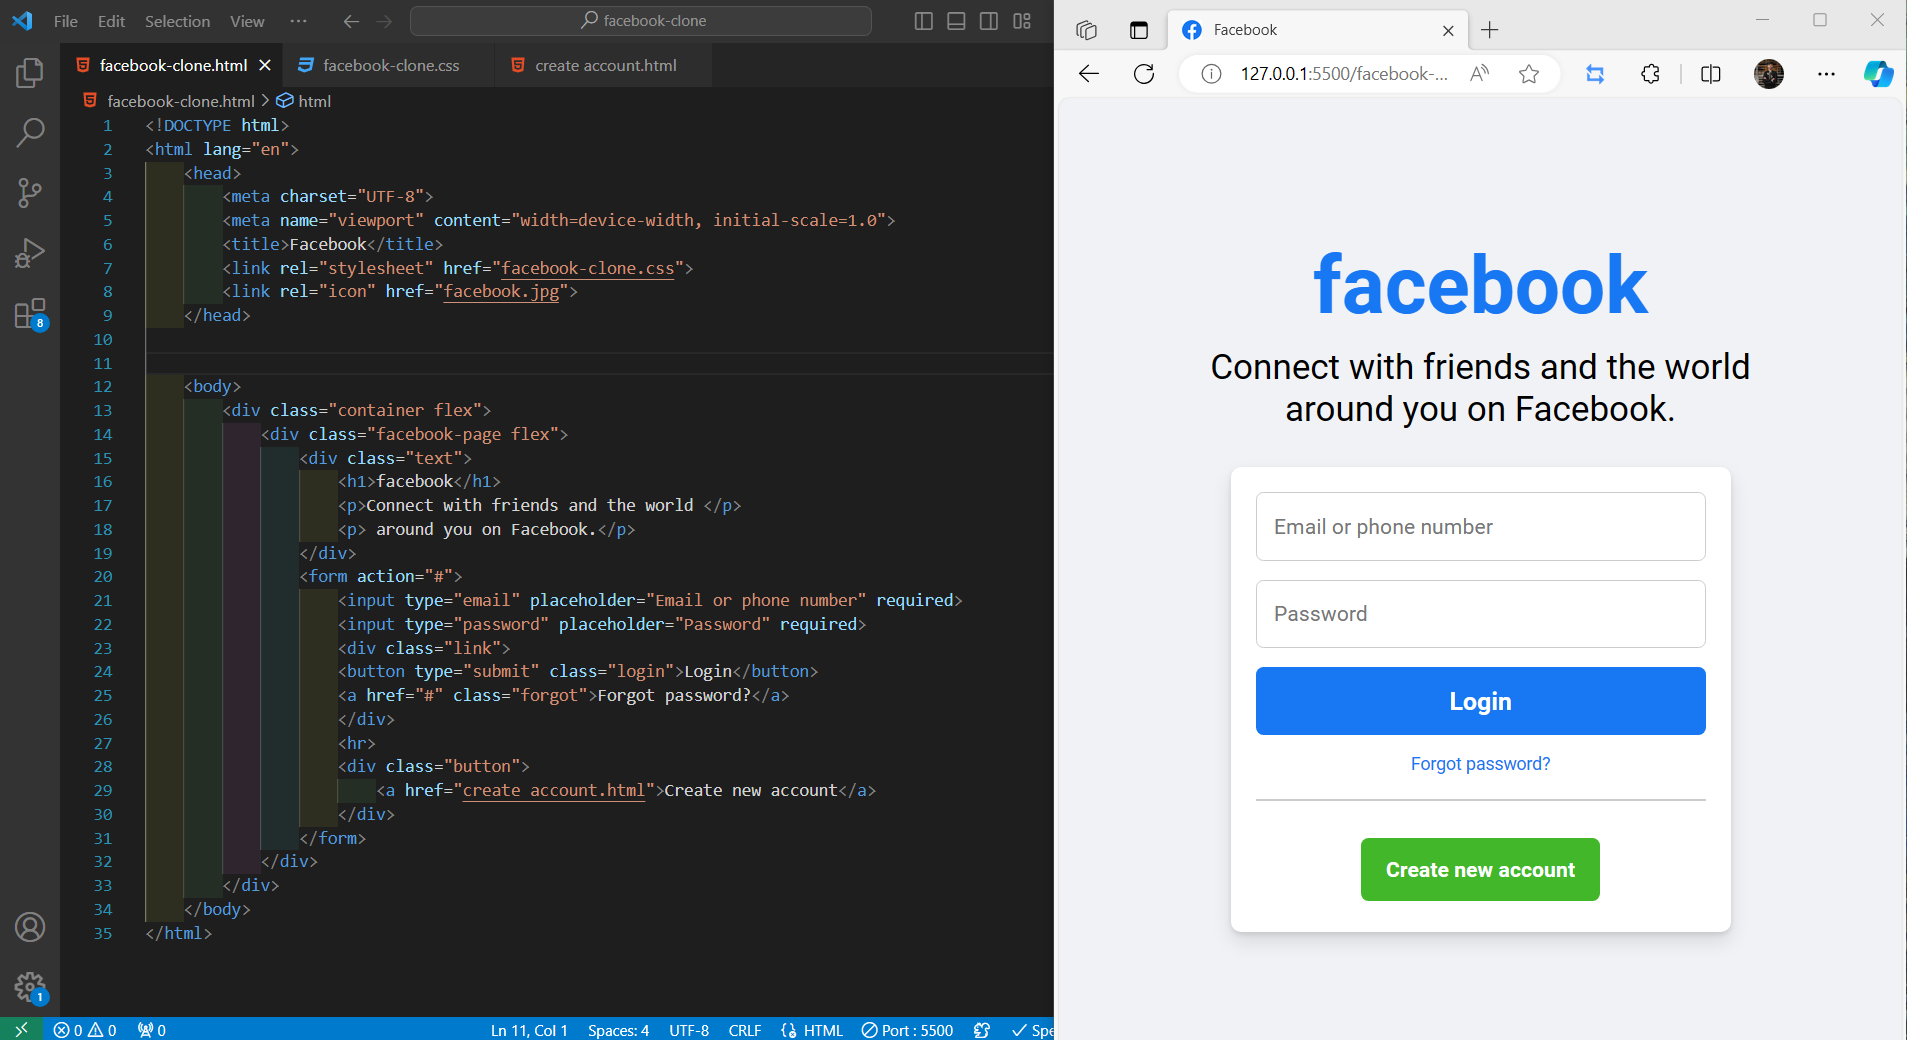 File Edit Selection View ··· facebook-clone
facebook-clone.html facebook-clone.css create account.html
facebook-clone.html > html
1 <!DOCTYPE html>
2 <html lang="en">
3 <head>
4 <meta charset="UTF-8">
5 <meta name="viewport" content="width=device-width, initial-scale=1.0">
6 <title>Facebook</title>
7 <link rel="stylesheet" href="facebook-clone.css">
8 <link rel="icon" href="facebook.jpg">
9 </head>
10
11
12 <body>
13 <div class="container flex">
14 <div class="facebook-page flex">
15 <div class="text">
16 <h1>facebook</h1>
17 <p>Connect with friends and the world </p>
18 <p> around you on Facebook.</p>
19 </div>
20 <form action="#">
21 <input type="email" placeholder="Email or phone number" required>
22 <input type="password" placeholder="Password" required>
23 <div class="link">
24 <button type="submit" class="login">Login</button>
25 <a href="#" class="forgot">Forgot password?</a>
26 </div>
27 <hr>
28 <div class="button">
29 <a href="create account.html">Create new account</a>
30 </div>
31 </form>
32 </div>
33 </div>
34 </body>
35 </html>
8
1
0 0 0 Ln 11, Col 1 Spaces: 4 UTF-8 CRLF HTML Port : 5500 Spe
Facebook
127.0.0.1:5500/facebook-...
facebook
Connect with friends and the world
around you on Facebook.
Email or phone number
Password
Login
Forgot password?
Create new account